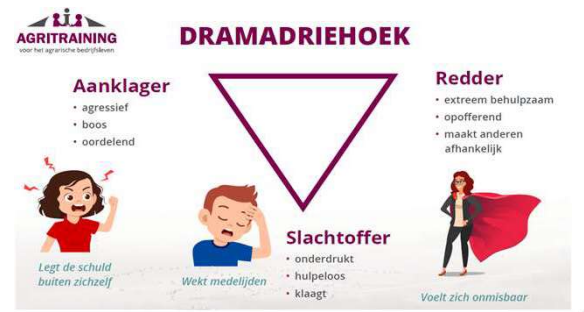 AGRITRAINING
voor het agrarische bedrijfsleven
DRAMADRIEHOEK
Aanklager
• agressief
• boos
• oordelend
Legt de schuld
buiten zichzelf
Redder
• extreem behulpzaam
• opofferend
• maakt anderen
afhankelijk
Voelt zich onmisbaar
Slachtoffer
• onderdrukt
• hulpeloos
• klaagt
Wekt medelijden